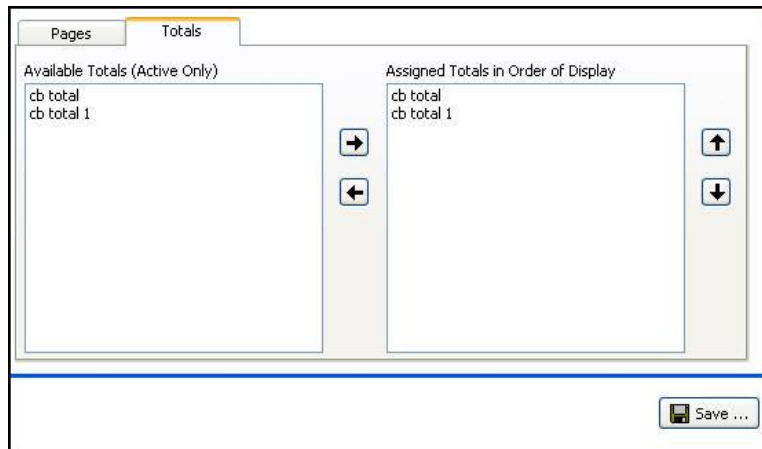 Pages
Totals
Available Totals (Active Only)
cb total
cb total 1
Assigned Totals in Order of Display
cb total
cb total 1
Save ...